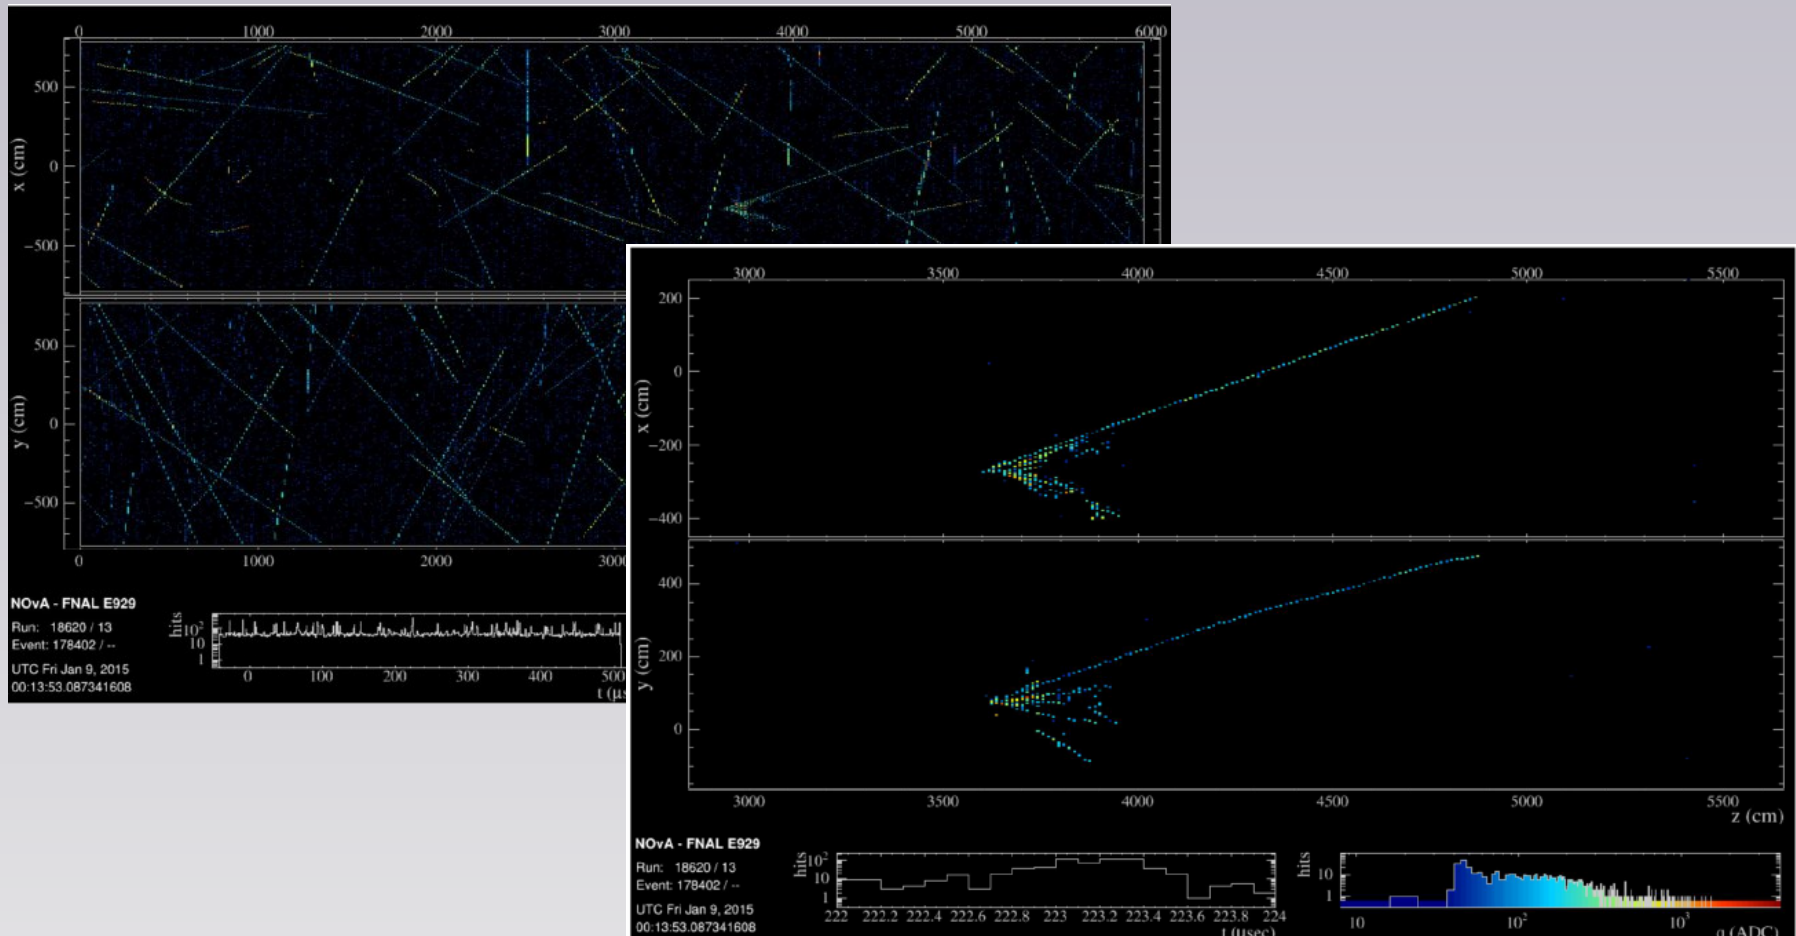 0 1000 2000 3000 4000 5000 6000
500
0
−500
x (cm)
500
0
−500
y (cm)
0 1000 2000 3000
NOvA - FNAL E929
Run: 18620 / 13
Event: 178402 / --
UTC Fri Jan 9, 2015
00:13:53.087341608
hits
10²
10
1
0 100 200 300 400 500
t (μs
3000 3500 4000 4500 5000 5500
200
0
−200
−400
x (cm)
400
200
0
y (cm)
3000 3500 4000 4500 5000 5500
z (cm)
NOvA - FNAL E929
Run: 18620 / 13
Event: 178402 / --
UTC Fri Jan 9, 2015
00:13:53.087341608
hits
10²
10
1
222 222.2 222.4 222.6 222.8 223 223.2 223.4 223.6 223.8 224
t (μsec)
hits
10
1
10 10² 10³
q (ADC)